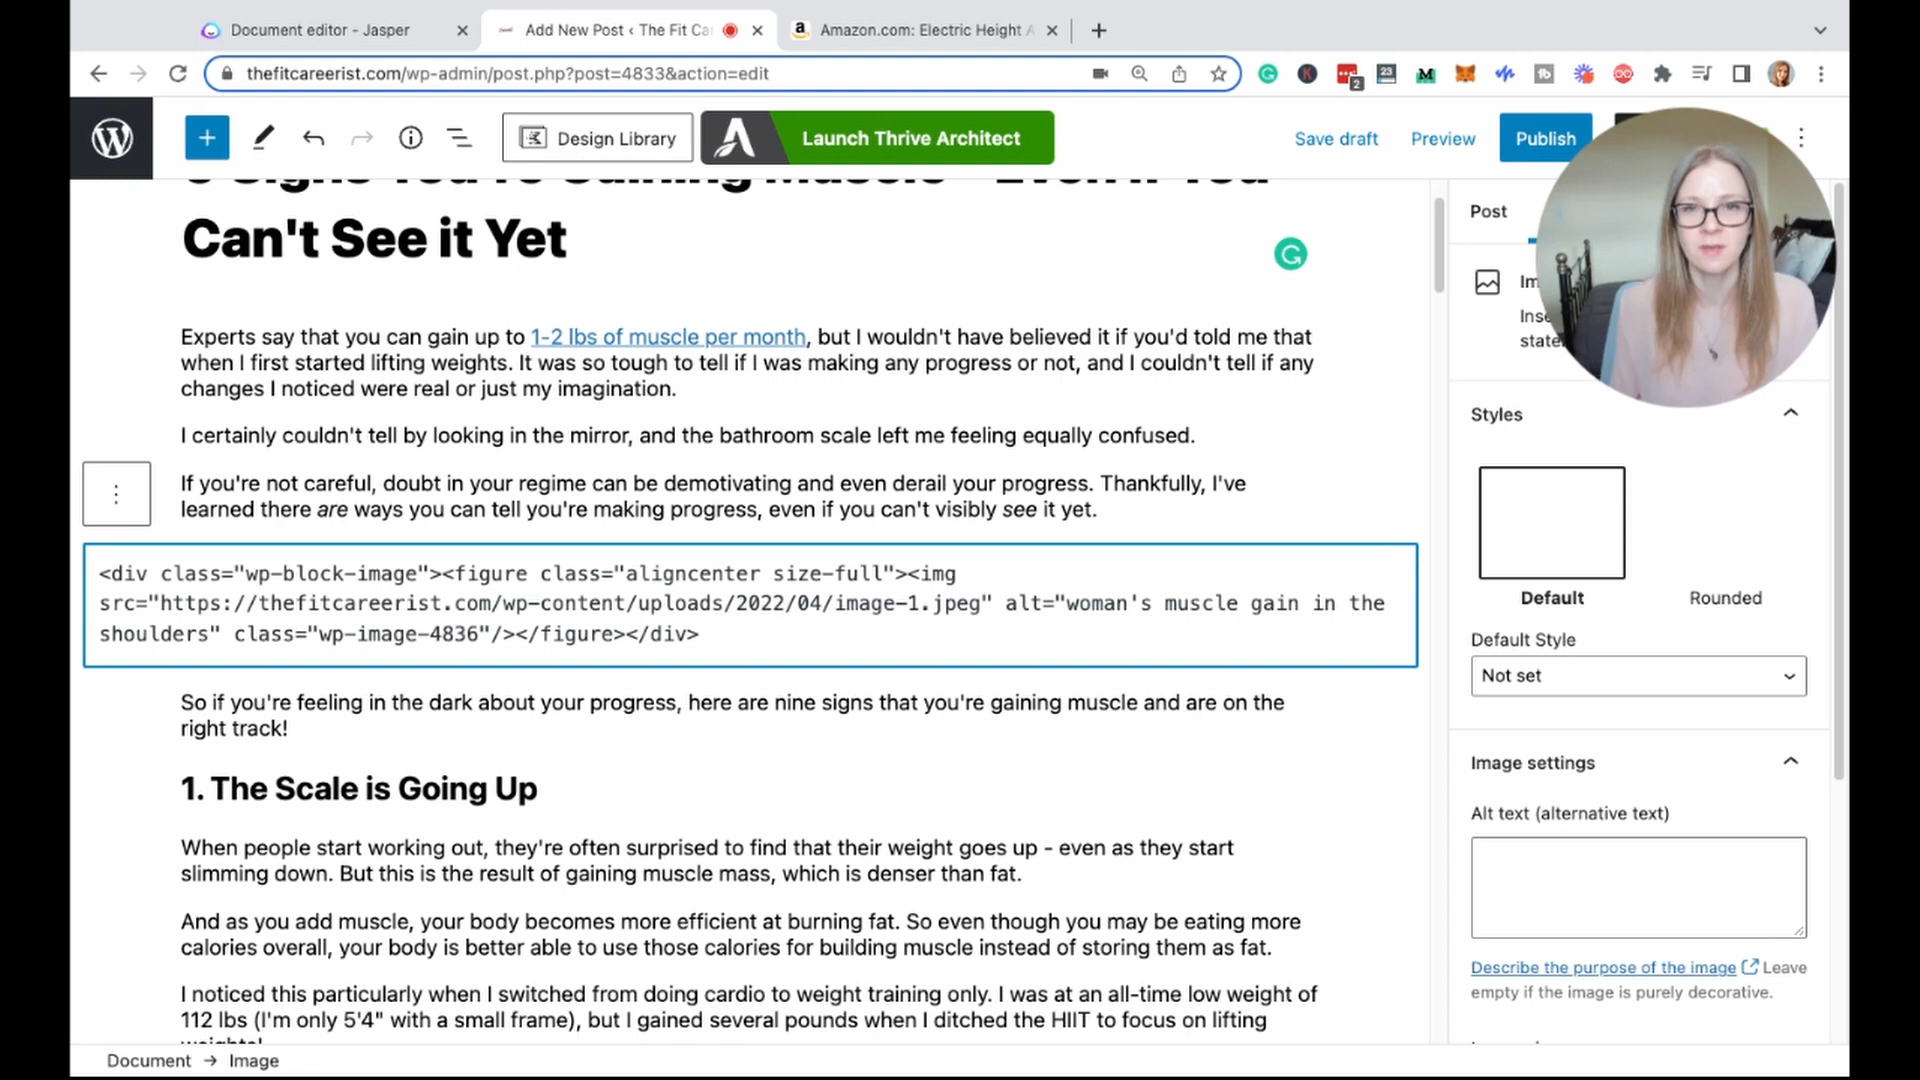 Document editor - Jasper
Add New Post ‹ The Fit Ca
Amazon.com: Electric Height A
thefitcareerist.com/wp-admin/post.php?post=4833&action=edit
2
23
Design Library
Launch Thrive Architect
Save draft
Preview
Publish
Signs You're Gaining Muscle - Even if You
Can't See it Yet
Experts say that you can gain up to 1-2 lbs of muscle per month, but I wouldn't have believed it if you'd told me that
when I first started lifting weights. It was so tough to tell if I was making any progress or not, and I couldn't tell if any
changes I noticed were real or just my imagination.
I certainly couldn't tell by looking in the mirror, and the bathroom scale left me feeling equally confused.
If you're not careful, doubt in your regime can be demotivating and even derail your progress. Thankfully, I've
learned there are ways you can tell you're making progress, even if you can't visibly see it yet.
<div class="wp-block-image"><figure class="aligncenter size-full"><img
src="https://thefitcareerist.com/wp-content/uploads/2022/04/image-1.jpeg" alt="woman's muscle gain in the
shoulders" class="wp-image-4836"/></figure></div>
So if you're feeling in the dark about your progress, here are nine signs that you're gaining muscle and are on the
right track!
1. The Scale is Going Up
When people start working out, they're often surprised to find that their weight goes up - even as they start
slimming down. But this is the result of gaining muscle mass, which is denser than fat.
And as you add muscle, your body becomes more efficient at burning fat. So even though you may be eating more
calories overall, your body is better able to use those calories for building muscle instead of storing them as fat.
I noticed this particularly when I switched from doing cardio to weight training only. I was at an all-time low weight of
112 lbs (I'm only 5'4" with a small frame), but I gained several pounds when I ditched the HIIT to focus on lifting
weights!
Document → Image
Post
Im
Inse
state
Styles
Default
Rounded
Default Style
Not set
Image settings
Alt text (alternative text)
Describe the purpose of the image Leave
empty if the image is purely decorative.